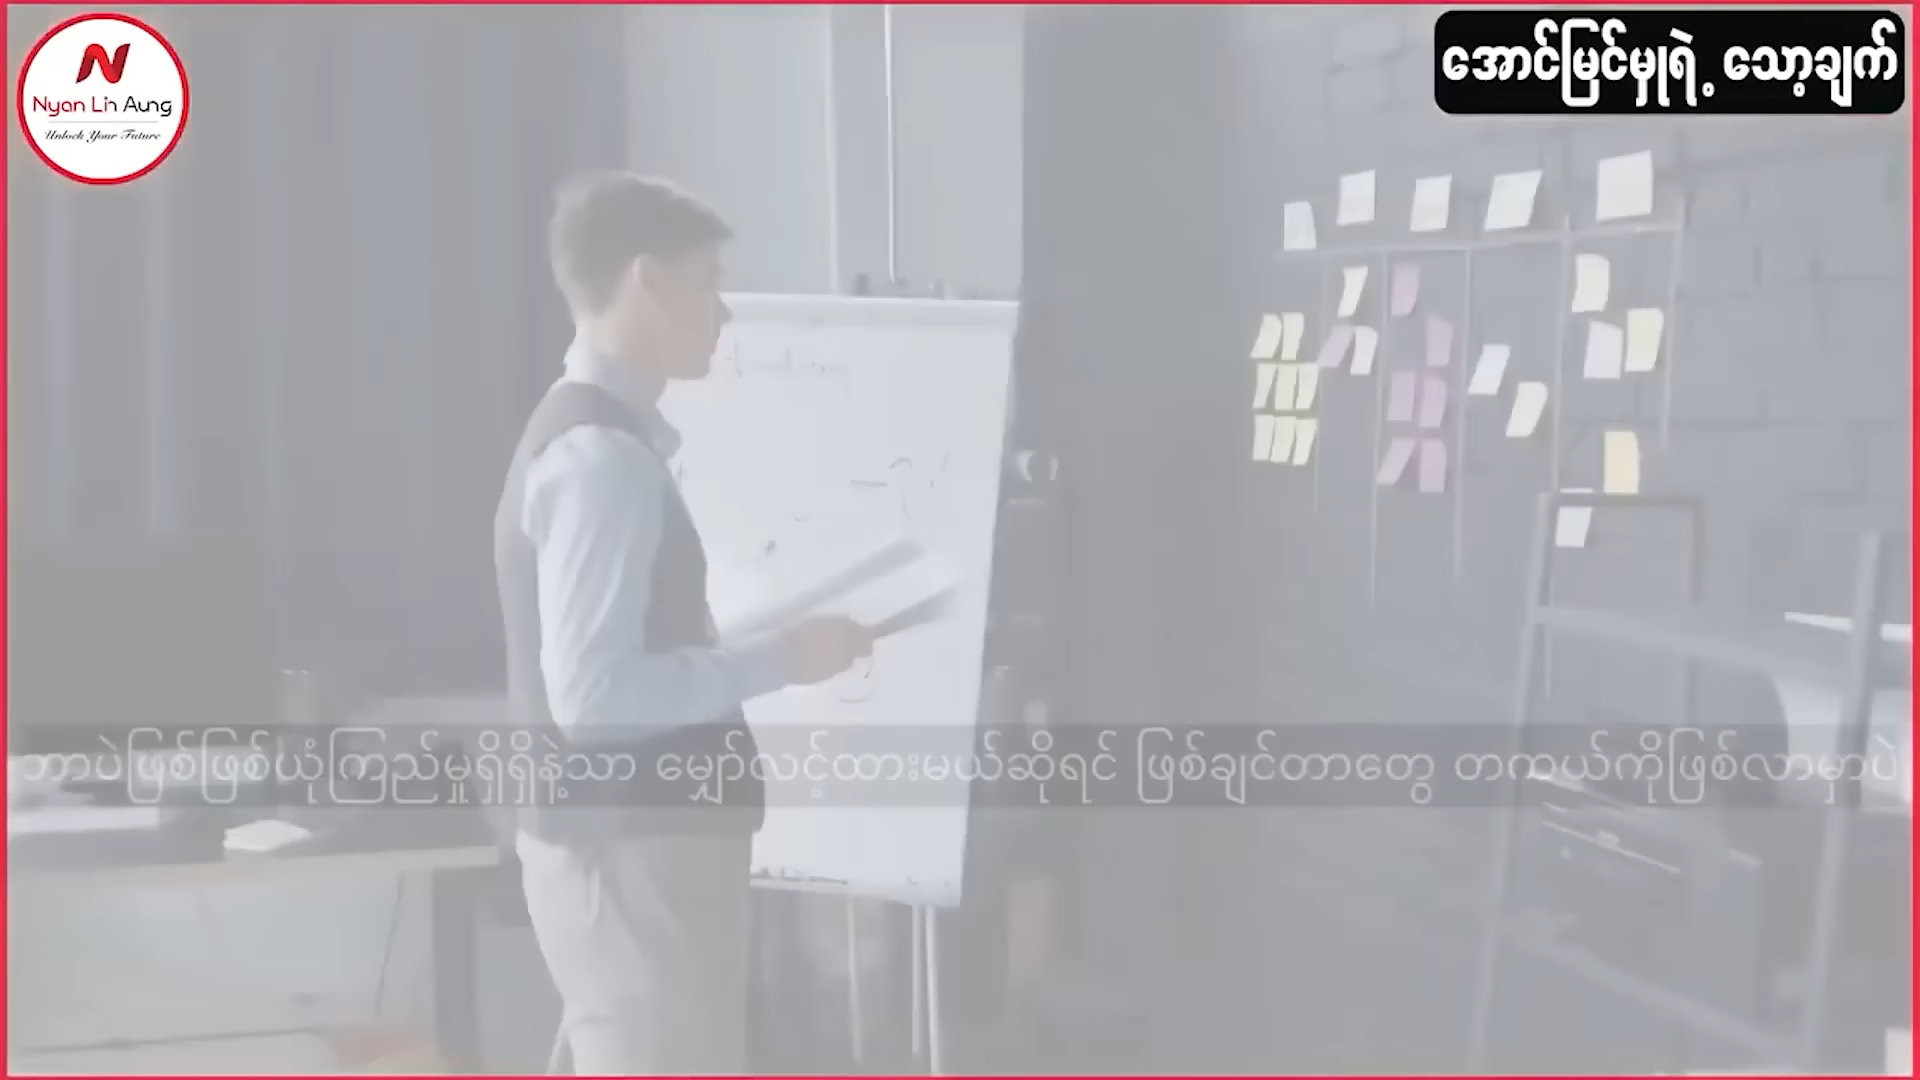 N
Nyan Lin Aung
Unlock Your Future
အောင်မြင်မှုရဲ့ သော့ချက်
ဘာပဲဖြစ်ဖြစ်ယုံကြည်မှုရှိရှိနဲ့သာ မျှော်လင့်ထားမယ်ဆိုရင် ဖြစ်ချင်တာတွေ တကယ်ကိုဖြစ်လာမှာပဲ